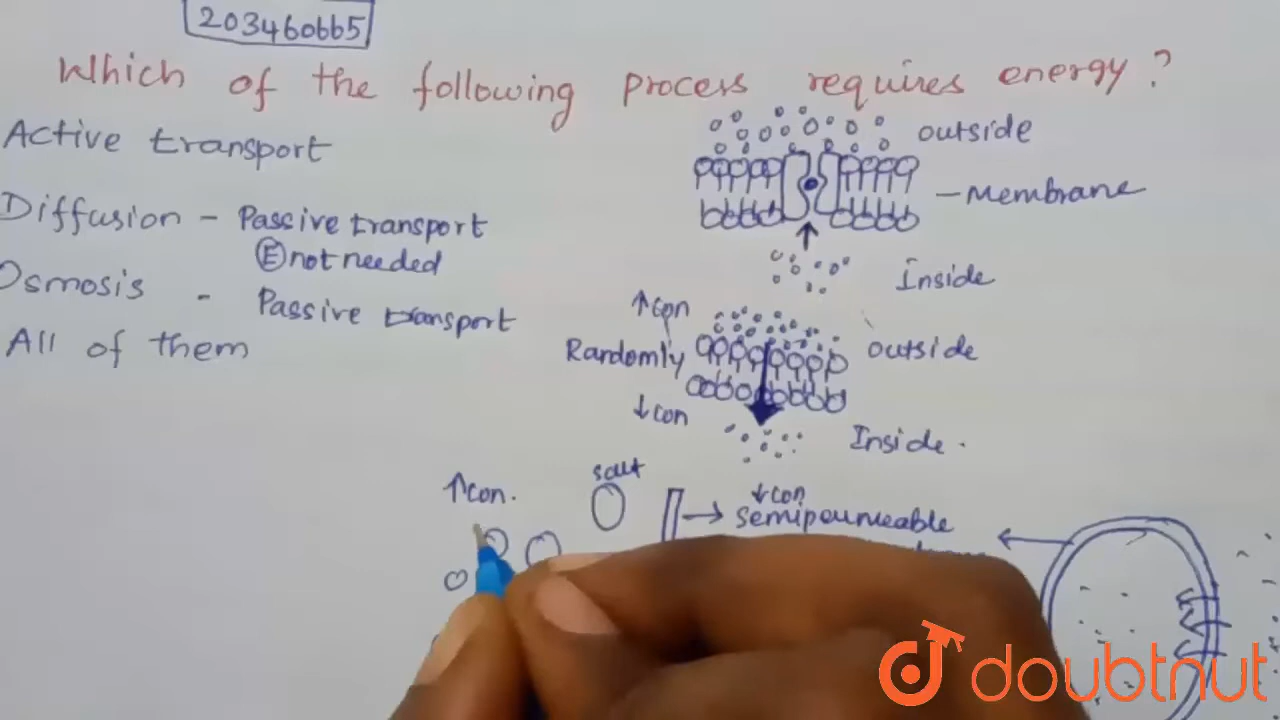 203460665
Which of the following process requires energy?
Active transport
Diffusion - Passive transport
Ⓔ not needed
Osmosis - Passive transport
All of them
outside
- Membrane
Inside
↑con
Randomly
outside
↓con
Inside.
↑con.
salt
↓con
doubtnut